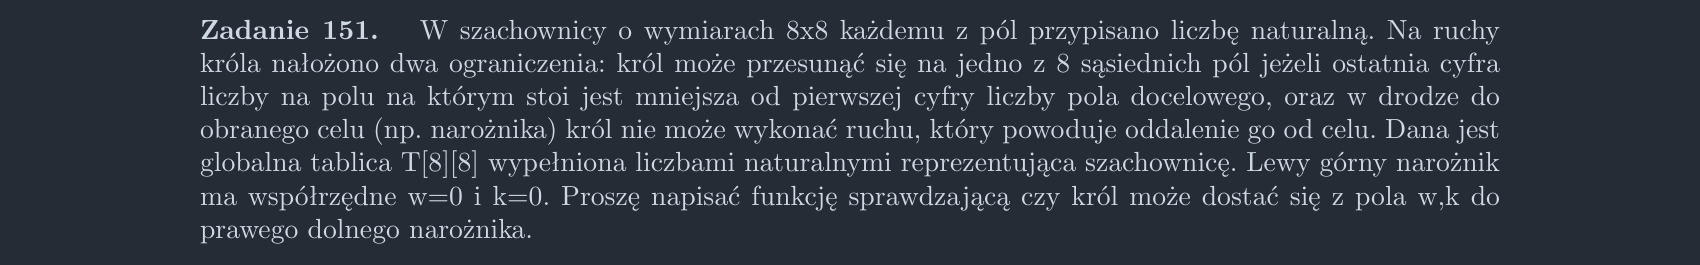 Zadanie 151. W szachownicy o wymiarach 8x8 każdemu z pól przypisano liczbę naturalną. Na ruchy
króla nałożono dwa ograniczenia: król może przesunąć się na jedno z 8 sąsiednich pól jeżeli ostatnia cyfra
liczby na polu na którym stoi jest mniejsza od pierwszej cyfry liczby pola docelowego, oraz w drodze do
obranego celu (np. narożnika) król nie może wykonać ruchu, który powoduje oddalenie go od celu. Dana jest
globalna tablica T[8][8] wypełniona liczbami naturalnymi reprezentująca szachownicę. Lewy górny narożnik
ma współrzędne w=0 i k=0. Proszę napisać funkcję sprawdzającą czy król może dostać się z pola w,k do
prawego dolnego narożnika.